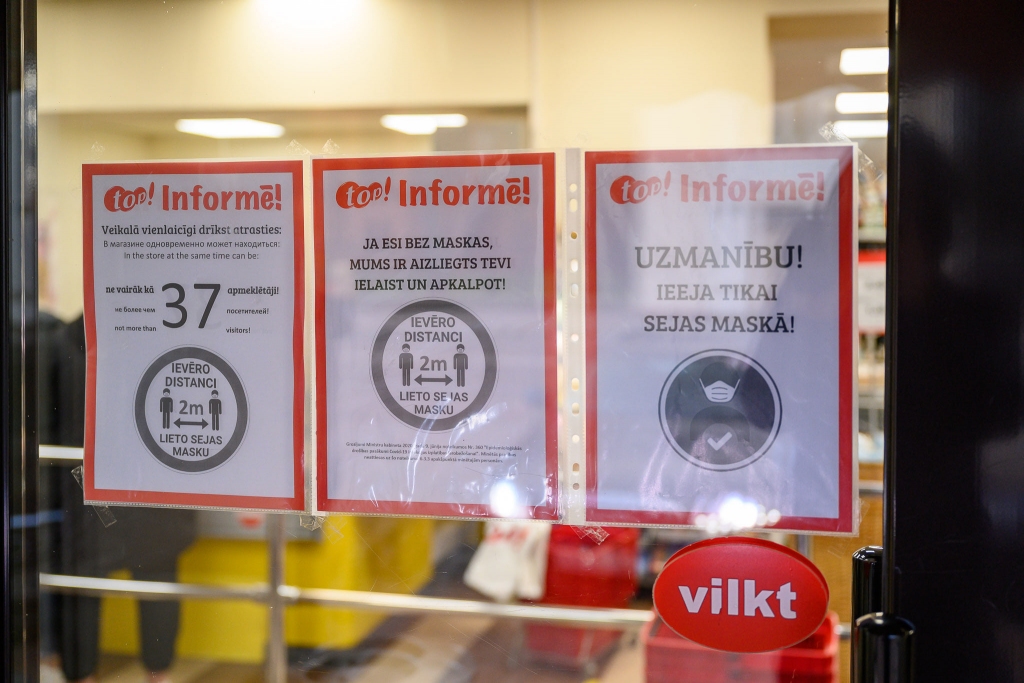 top! Informē!
Veikalā vienlaicīgi drīkst atrasties:
В магазине одновременно может находиться:
In the store at the same time can be:
ne vairāk kā 37 apmeklētāji!
не более чем посетителей!
not more than visitors!
IEVĒRO
DISTANCI
2m
LIETO SEJAS
MASKU
top! Informē!
JA ESI BEZ MASKAS,
MUMS IR AIZLIEGTS TEVI
IELAIST UN APKALPOT!
IEVĒRO
DISTANCI
2m
LIETO SEJAS
MASKU
top! Informē!
UZMANĪBU!
IEEJA TIKAI
SEJAS MASKĀ!
vilkt